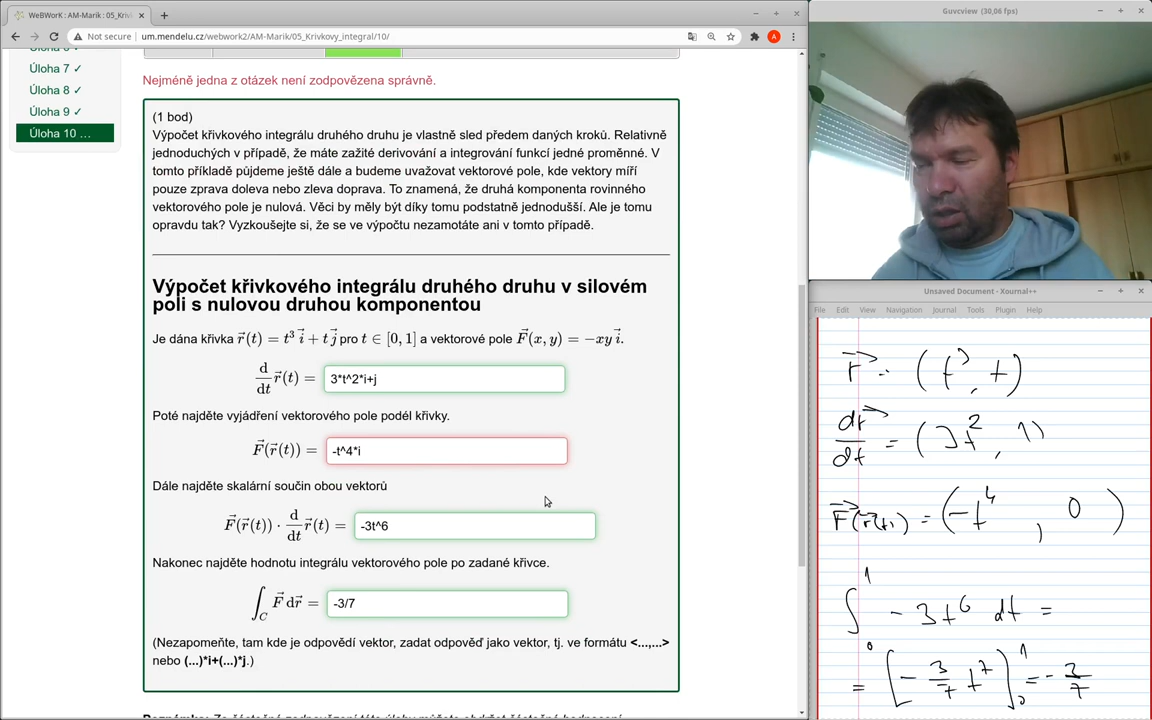 WeBWorK : AM-Marik : 05_Kriv
Not secure | um.mendelu.cz/webwork2/AM-Marik/05_Krivkovy_integral/10/
Úloha 7 ✓
Úloha 8 ✓
Úloha 9 ✓
Úloha 10 ...
Nejméně jedna z otázek není zodpovězena správně.
(1 bod)
Výpočet křivkového integrálu druhého druhu je vlastně sled předem daných kroků. Relativně
jednoduchých v případě, že máte zažité derivování a integrování funkcí jedné proměnné. V
tomto příkladě půjdeme ještě dále a budeme uvažovat vektorové pole, kde vektory míří
pouze zprava doleva nebo zleva doprava. To znamená, že druhá komponenta rovinného
vektorového pole je nulová. Věci by měly být díky tomu podstatně jednodušší. Ale je tomu
opravdu tak? Vyzkoušejte si, že se ve výpočtu nezamotáte ani v tomto případě.
Výpočet křivkového integrálu druhého druhu v silovém
poli s nulovou druhou komponentou
Je dána křivka r⃗(t) = t³ i⃗ + t j⃗ pro t ∈ [0, 1] a vektorové pole F⃗(x, y) = −xy i⃗.
d/dt r⃗(t) = 3*t^2*i+j
Poté najděte vyjádření vektorového pole podél křivky.
F⃗(r⃗(t)) = -t^4*i
Dále najděte skalární součin obou vektorů
F⃗(r⃗(t)) · d/dt r⃗(t) = -3t^6
Nakonec najděte hodnotu integrálu vektorového pole po zadané křivce.
∫_C F⃗ dr⃗ = -3/7
(Nezapomeňte, tam kde je odpovědí vektor, zadat odpověď jako vektor, tj. ve formátu <...,...>
nebo (...)*i+(...)*j.)
Guvcview (30,06 fps)
Unsaved Document - Xournal++
File Edit View Navigation Journal Tools Plugin Help
r⃗ = (t³, t)
dr⃗/dt = (3t², 1)
F⃗(r⃗(t)) = (−t⁴, 0)
∫₀¹ −3t⁶ dt =
= [−3/7 t⁷]₀¹ = −3/7